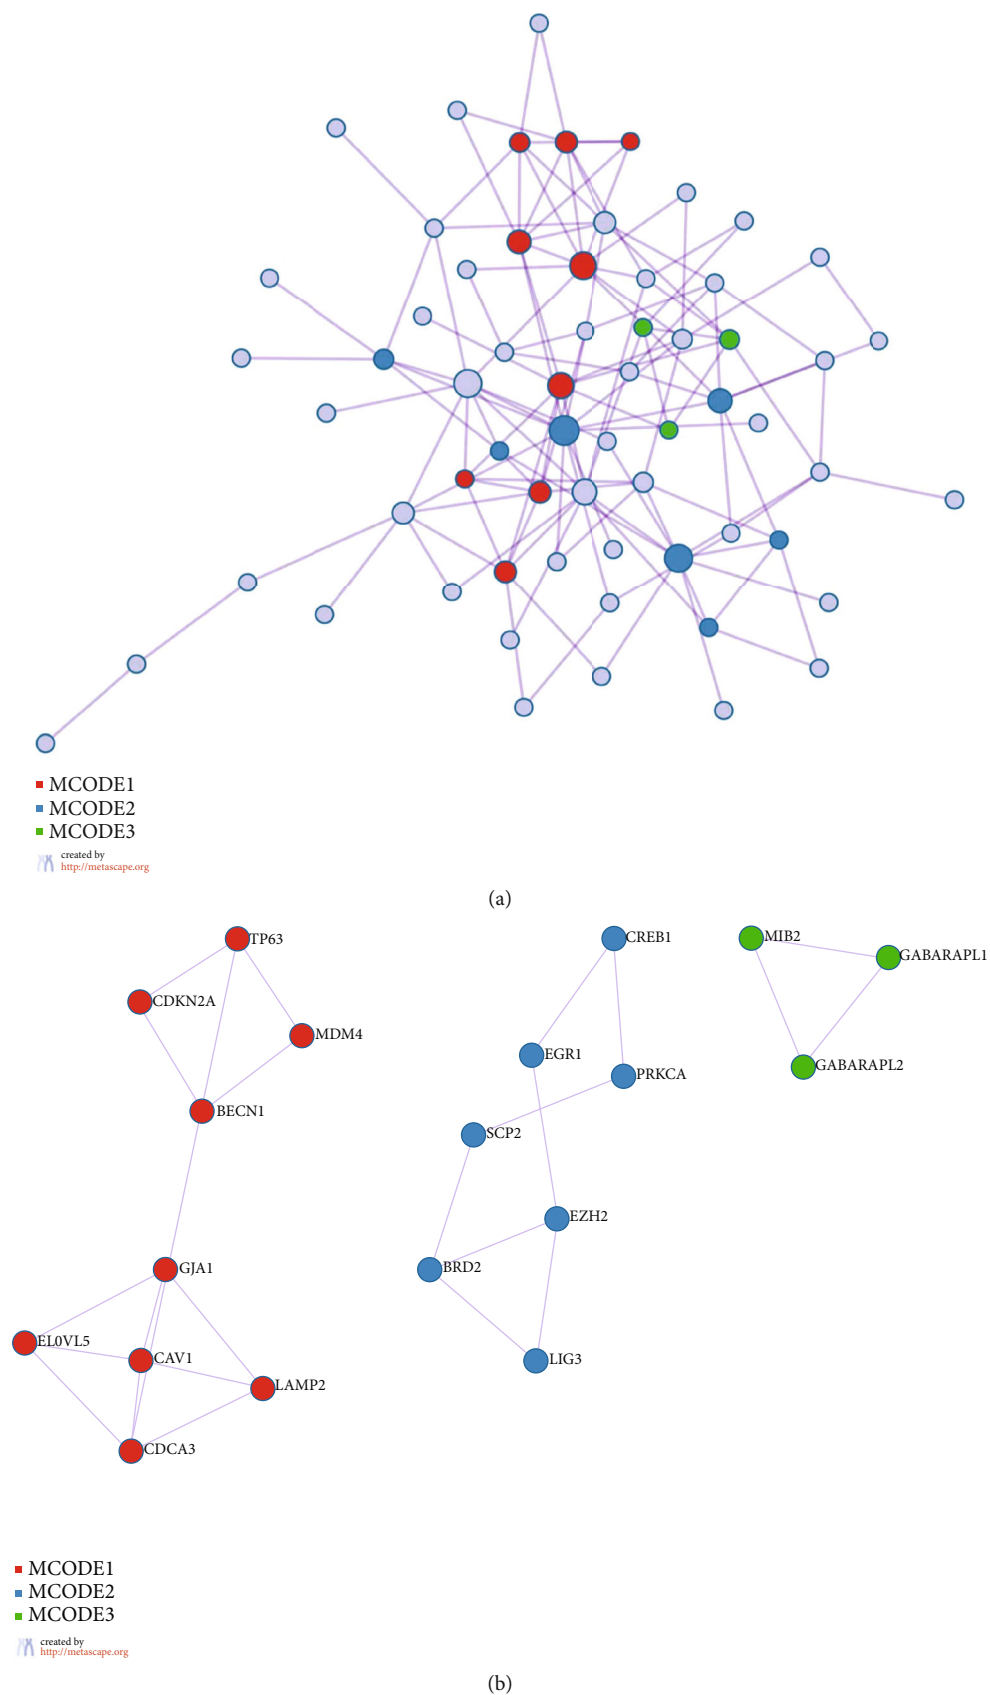 MCODE1
MCODE2
MCODE3
created by
http://metascape.org
(a)
TP63
CDKN2A
MDM4
BECN1
GJA1
EL0VL5
CAV1
LAMP2
CDCA3
CREB1
EGR1
PRKCA
SCP2
EZH2
BRD2
LIG3
MIB2
GABARAPL1
GABARAPL2
MCODE1
MCODE2
MCODE3
created by
http://metascape.org
(b)